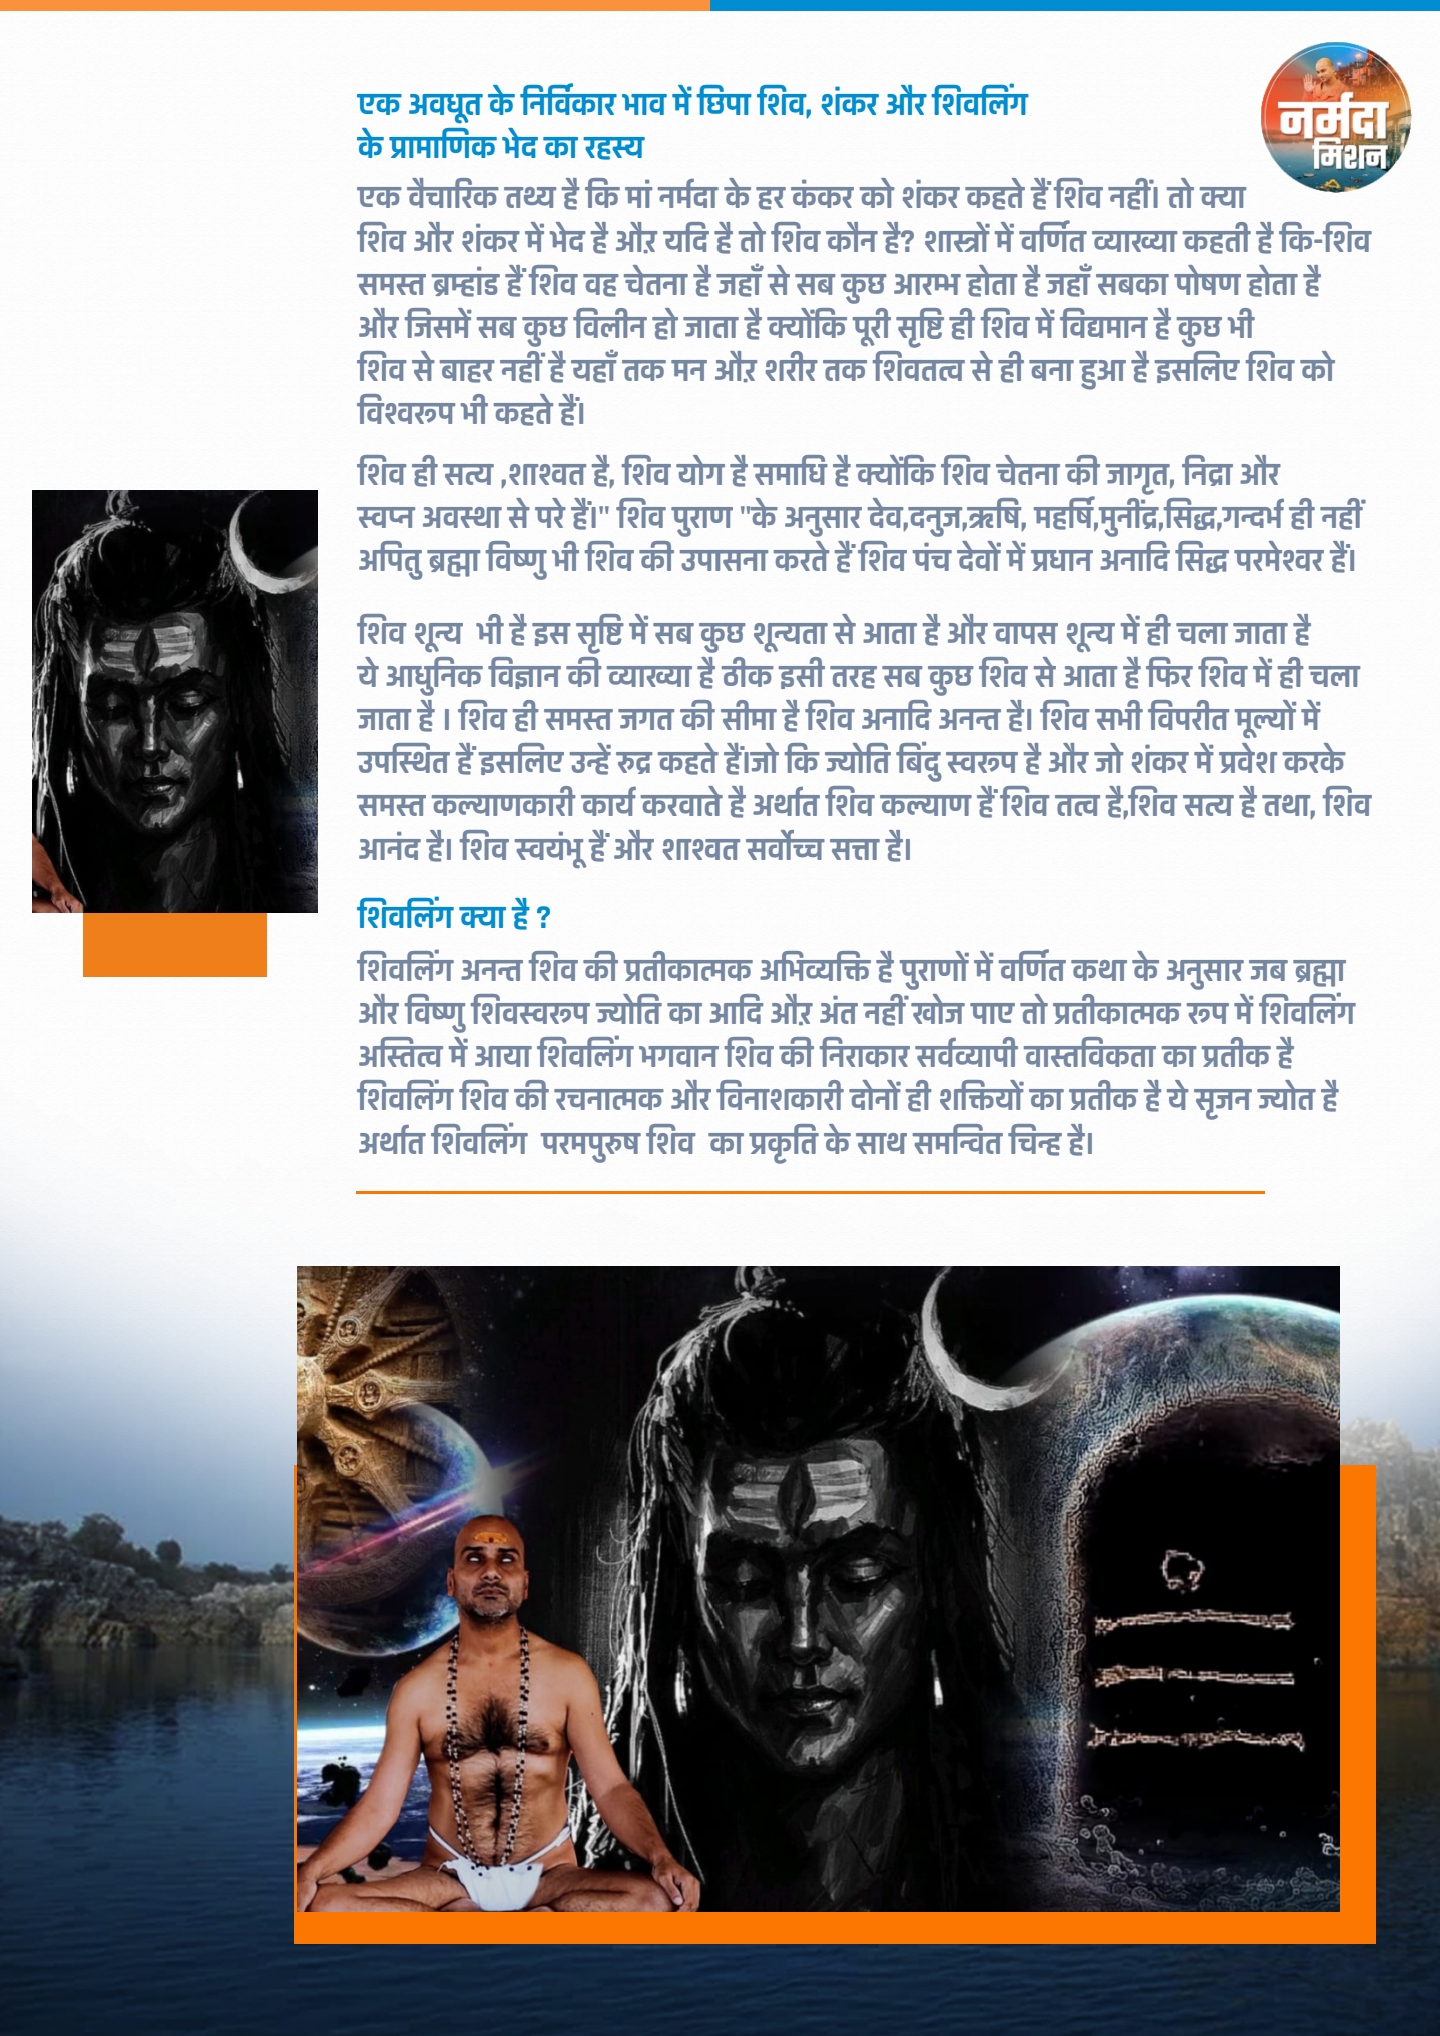 एक अवधूत के निर्विकार भाव में छिपा शिव, शंकर और शिवलिंग
के प्रामाणिक भेद का रहस्य
नर्मदा
मिशन
एक वैचारिक तथ्य है कि मां नर्मदा के हर कंकर को शंकर कहते हैं शिव नहीं। तो क्या
शिव और शंकर में भेद है औऱ यदि है तो शिव कौन है? शास्त्रों में वर्णित व्याख्या कहती है कि-शिव
समस्त ब्रम्हांड हैं शिव वह चेतना है जहाँ से सब कुछ आरम्भ होता है जहाँ सबका पोषण होता है
और जिसमें सब कुछ विलीन हो जाता है क्योंकि पूरी सृष्टि ही शिव में विद्यमान है कुछ भी
शिव से बाहर नहीं है यहाँ तक मन औऱ शरीर तक शिवतत्व से ही बना हुआ है इसलिए शिव को
विश्वरूप भी कहते हैं।
शिव ही सत्य ,शाश्वत है, शिव योग है समाधि है क्योंकि शिव चेतना की जागृत, निद्रा और
स्वप्न अवस्था से परे हैं।" शिव पुराण "के अनुसार देव,दनुज,ऋषि, महर्षि,मुनींद्र,सिद्ध,गन्दर्भ ही नहीं
अपितु ब्रह्मा विष्णु भी शिव की उपासना करते हैं शिव पंच देवों में प्रधान अनादि सिद्ध परमेश्वर हैं।
शिव शून्य  भी है इस सृष्टि में सब कुछ शून्यता से आता है और वापस शून्य में ही चला जाता है
ये आधुनिक विज्ञान की व्याख्या है ठीक इसी तरह सब कुछ शिव से आता है फिर शिव में ही चला
जाता है । शिव ही समस्त जगत की सीमा है शिव अनादि अनन्त है। शिव सभी विपरीत मूल्यों में
उपस्थित हैं इसलिए उन्हें रुद्र कहते हैं।जो कि ज्योति बिंदु स्वरूप है और जो शंकर में प्रवेश करके
समस्त कल्याणकारी कार्य करवाते है अर्थात शिव कल्याण हैं शिव तत्व है,शिव सत्य है तथा, शिव
आनंद है। शिव स्वयंभू हैं और शाश्वत सर्वोच्च सत्ता है।
शिवलिंग क्या है ?
शिवलिंग अनन्त शिव की प्रतीकात्मक अभिव्यक्ति है पुराणों में वर्णित कथा के अनुसार जब ब्रह्मा
और विष्णु शिवस्वरूप ज्योति का आदि औऱ अंत नहीं खोज पाए तो प्रतीकात्मक रूप में शिवलिंग
अस्तित्व में आया शिवलिंग भगवान शिव की निराकार सर्वव्यापी वास्तविकता का प्रतीक है
शिवलिंग शिव की रचनात्मक और विनाशकारी दोनों ही शक्तियों का प्रतीक है ये सृजन ज्योत है
अर्थात शिवलिंग  परमपुरुष शिव  का प्रकृति के साथ समन्वित चिन्ह है।